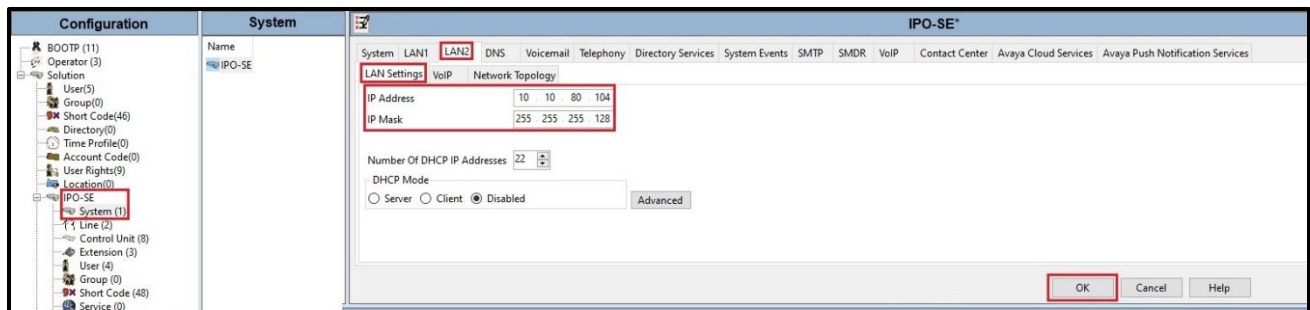 Configuration
BOOTP (11)
Operator (3)
Solution
User(5)
Group(0)
Short Code(46)
Directory(0)
Time Profile(0)
Account Code(0)
User Rights(9)
Location(0)
IPO-SE
System (1)
Line (2)
Control Unit (8)
Extension (3)
User (4)
Group (0)
Short Code (48)
Service (0)
System
Name
IPO-SE
IPO-SE*
System LAN1 LAN2 DNS Voicemail Telephony Directory Services System Events SMTP SMDR VoIP Contact Center Avaya Cloud Services Avaya Push Notification Services
LAN Settings VoIP Network Topology
IP Address 10 . 10 . 80 . 104
IP Mask 255 . 255 . 255 . 128
Number Of DHCP IP Addresses 22
DHCP Mode
Server Client Disabled Advanced
OK Cancel Help